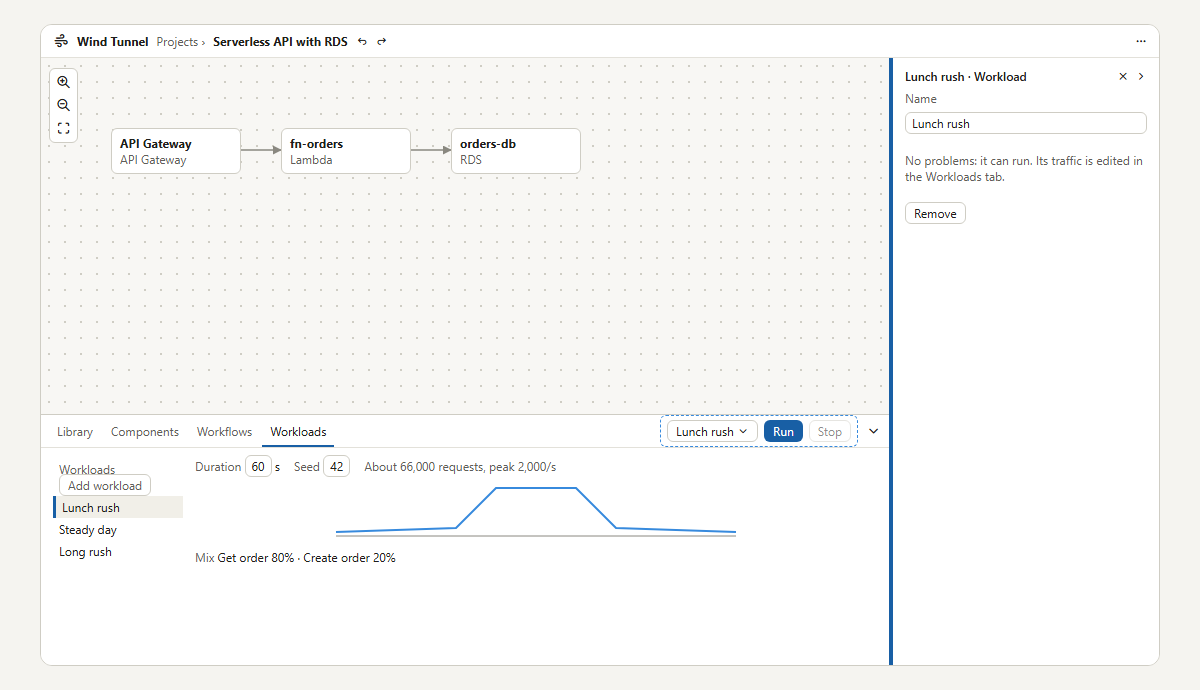 Wind Tunnel Projects › Serverless API with RDS
Lunch rush · Workload
Name
Lunch rush
No problems: it can run. Its traffic is edited in
the Workloads tab.
Remove
API Gateway
API Gateway
fn-orders
Lambda
orders-db
RDS
Library Components Workflows Workloads
Lunch rush Run Stop
Workloads
Add workload
Lunch rush
Steady day
Long rush
Duration 60 s Seed 42 About 66,000 requests, peak 2,000/s
Mix Get order 80% · Create order 20%